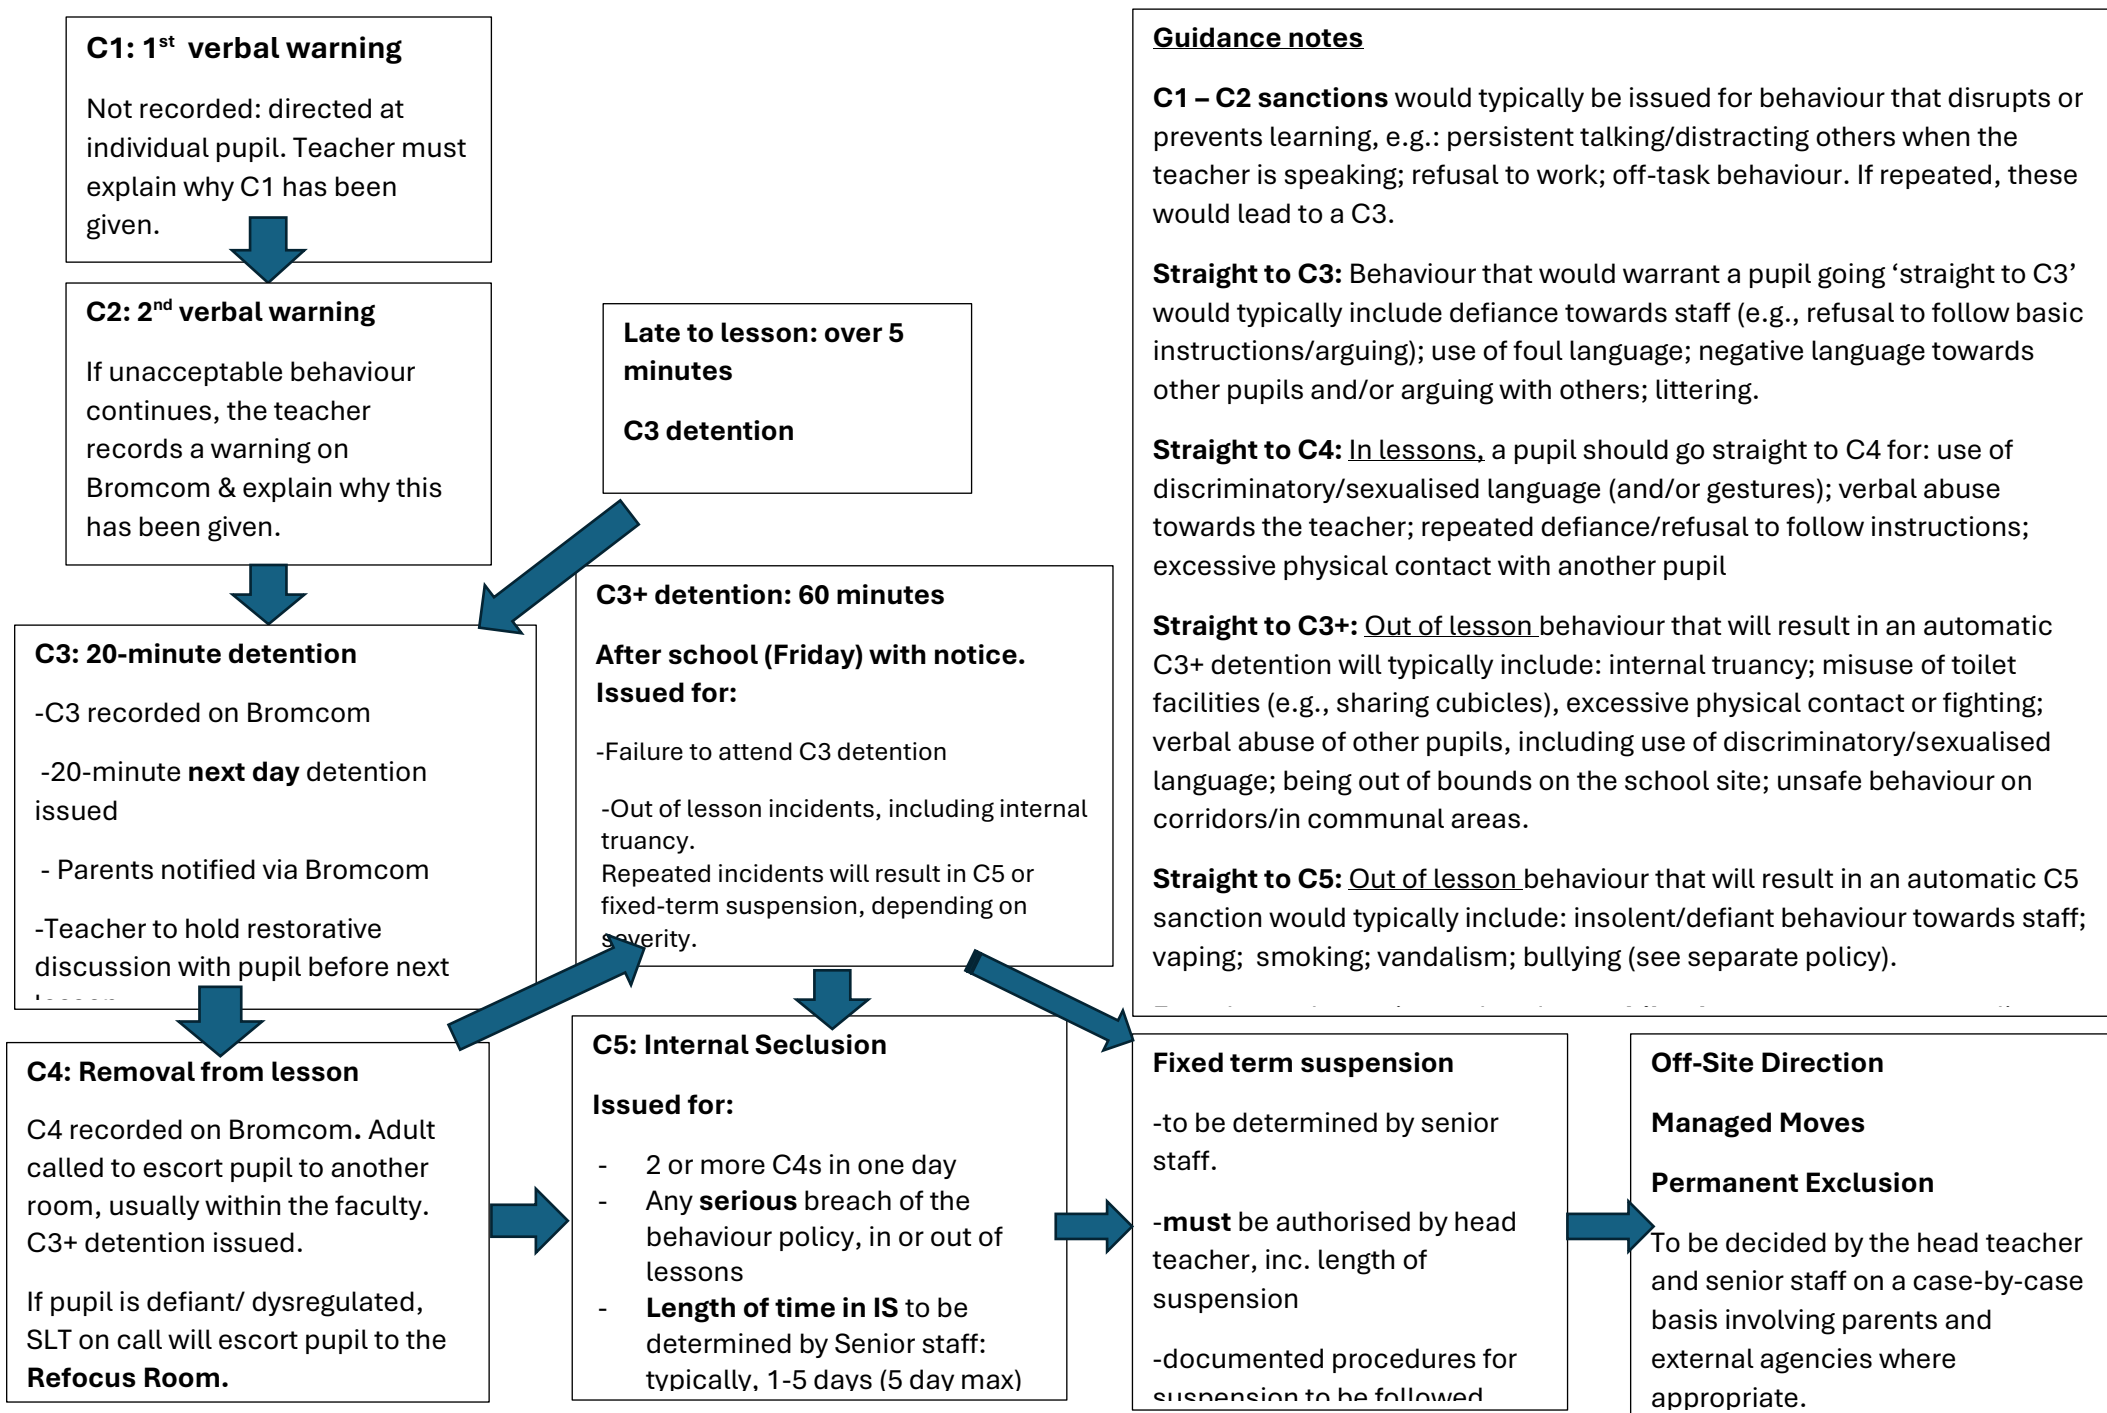 C1: 1st verbal warning
Not recorded: directed at
individual pupil. Teacher must
explain why C1 has been
given.
C2: 2nd verbal warning
If unacceptable behaviour
continues, the teacher
records a warning on
Bromcom & explain why this
has been given.
Late to lesson: over 5
minutes
C3 detention
C3: 20-minute detention
-C3 recorded on Bromcom
-20-minute next day detention
issued
- Parents notified via Bromcom
-Teacher to hold restorative
discussion with pupil before next
C3+ detention: 60 minutes
After school (Friday) with notice.
Issued for:
-Failure to attend C3 detention
-Out of lesson incidents, including internal
truancy.
Repeated incidents will result in C5 or
fixed-term suspension, depending on
severity.
C4: Removal from lesson
C4 recorded on Bromcom. Adult
called to escort pupil to another
room, usually within the faculty.
C3+ detention issued.
If pupil is defiant/ dysregulated,
SLT on call will escort pupil to the
Refocus Room.
C5: Internal Seclusion
Issued for:
- 2 or more C4s in one day
- Any serious breach of the
behaviour policy, in or out of
lessons
- Length of time in IS to be
determined by Senior staff:
typically, 1-5 days (5 day max)
Guidance notes
C1 – C2 sanctions would typically be issued for behaviour that disrupts or
prevents learning, e.g.: persistent talking/distracting others when the
teacher is speaking; refusal to work; off-task behaviour. If repeated, these
would lead to a C3.
Straight to C3: Behaviour that would warrant a pupil going ‘straight to C3’
would typically include defiance towards staff (e.g., refusal to follow basic
instructions/arguing); use of foul language; negative language towards
other pupils and/or arguing with others; littering.
Straight to C4: In lessons, a pupil should go straight to C4 for: use of
discriminatory/sexualised language (and/or gestures); verbal abuse
towards the teacher; repeated defiance/refusal to follow instructions;
excessive physical contact with another pupil
Straight to C3+: Out of lesson behaviour that will result in an automatic
C3+ detention will typically include: internal truancy; misuse of toilet
facilities (e.g., sharing cubicles), excessive physical contact or fighting;
verbal abuse of other pupils, including use of discriminatory/sexualised
language; being out of bounds on the school site; unsafe behaviour on
corridors/in communal areas.
Straight to C5: Out of lesson behaviour that will result in an automatic C5
sanction would typically include: insolent/defiant behaviour towards staff;
vaping; smoking; vandalism; bullying (see separate policy).
Fixed term suspension
-to be determined by senior
staff.
-must be authorised by head
teacher, inc. length of
suspension
-documented procedures for
suspension to be followed
Off-Site Direction
Managed Moves
Permanent Exclusion
To be decided by the head teacher
and senior staff on a case-by-case
basis involving parents and
external agencies where
appropriate.